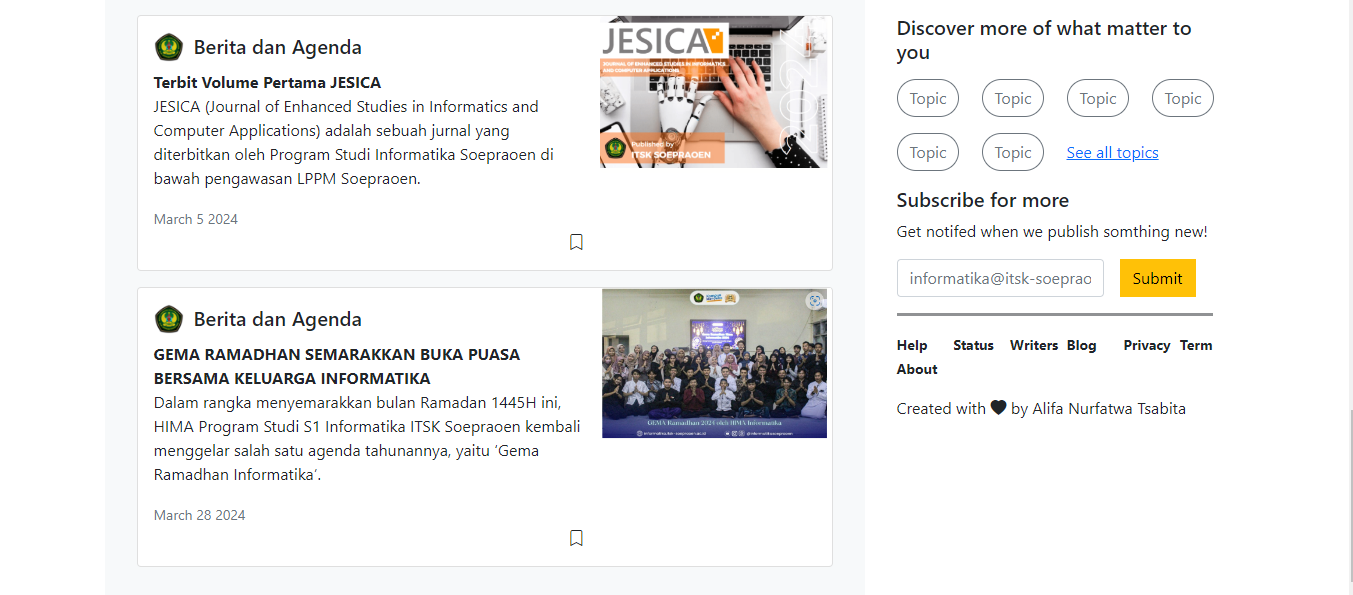 Berita dan Agenda
Terbit Volume Pertama JESICA
JESICA (Journal of Enhanced Studies in Informatics and
Computer Applications) adalah sebuah jurnal yang
diterbitkan oleh Program Studi Informatika Soepraoen di
bawah pengawasan LPPM Soepraoen.
March 5 2024
JESICA
JOURNAL OF ENHANCED STUDIES IN INFORMATICS
AND COMPUTER APPLICATIONS
2024
Published by
ITSK SOEPRAOEN
Berita dan Agenda
GEMA RAMADHAN SEMARAKKAN BUKA PUASA
BERSAMA KELUARGA INFORMATIKA
Dalam rangka menyemarakkan bulan Ramadan 1445H ini,
HIMA Program Studi S1 Informatika ITSK Soepraoen kembali
menggelar salah satu agenda tahunannya, yaitu ‘Gema
Ramadhan Informatika’.
March 28 2024
GEMA Ramadhan 2024 oleh HIMA Informatika
Discover more of what matter to
you
Topic Topic Topic Topic
Topic Topic See all topics
Subscribe for more
Get notifed when we publish somthing new!
informatika@itsk-soeprao
Submit
Help Status Writers Blog Privacy Term
About
Created with 🖤 by Alifa Nurfatwa Tsabita